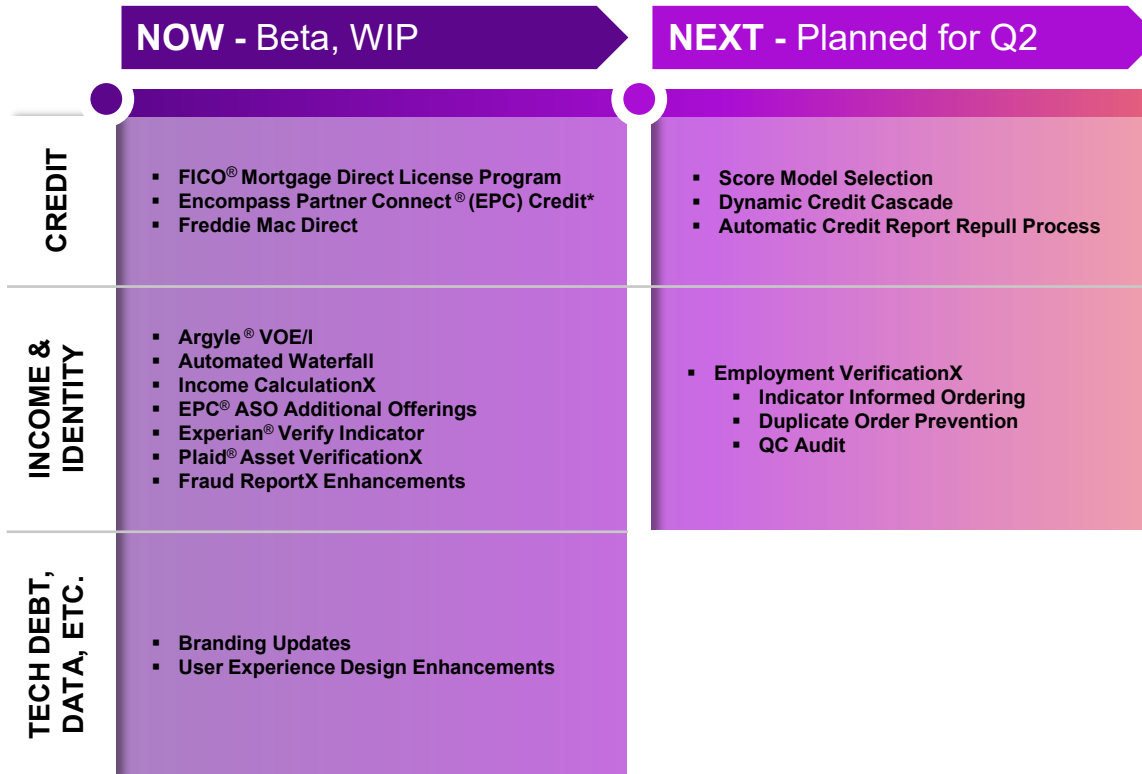 NOW - Beta, WIP
NEXT - Planned for Q2
CREDIT
▪ FICO® Mortgage Direct License Program
▪ Encompass Partner Connect® (EPC) Credit*
▪ Freddie Mac Direct
▪ Score Model Selection
▪ Dynamic Credit Cascade
▪ Automatic Credit Report Repull Process
INCOME &
IDENTITY
▪ Argyle® VOE/I
▪ Automated Waterfall
▪ Income CalculationX
▪ EPC® ASO Additional Offerings
▪ Experian® Verify Indicator
▪ Plaid® Asset VerificationX
▪ Fraud ReportX Enhancements
▪ Employment VerificationX
▪ Indicator Informed Ordering
▪ Duplicate Order Prevention
▪ QC Audit
TECH DEBT,
DATA, ETC.
▪ Branding Updates
▪ User Experience Design Enhancements